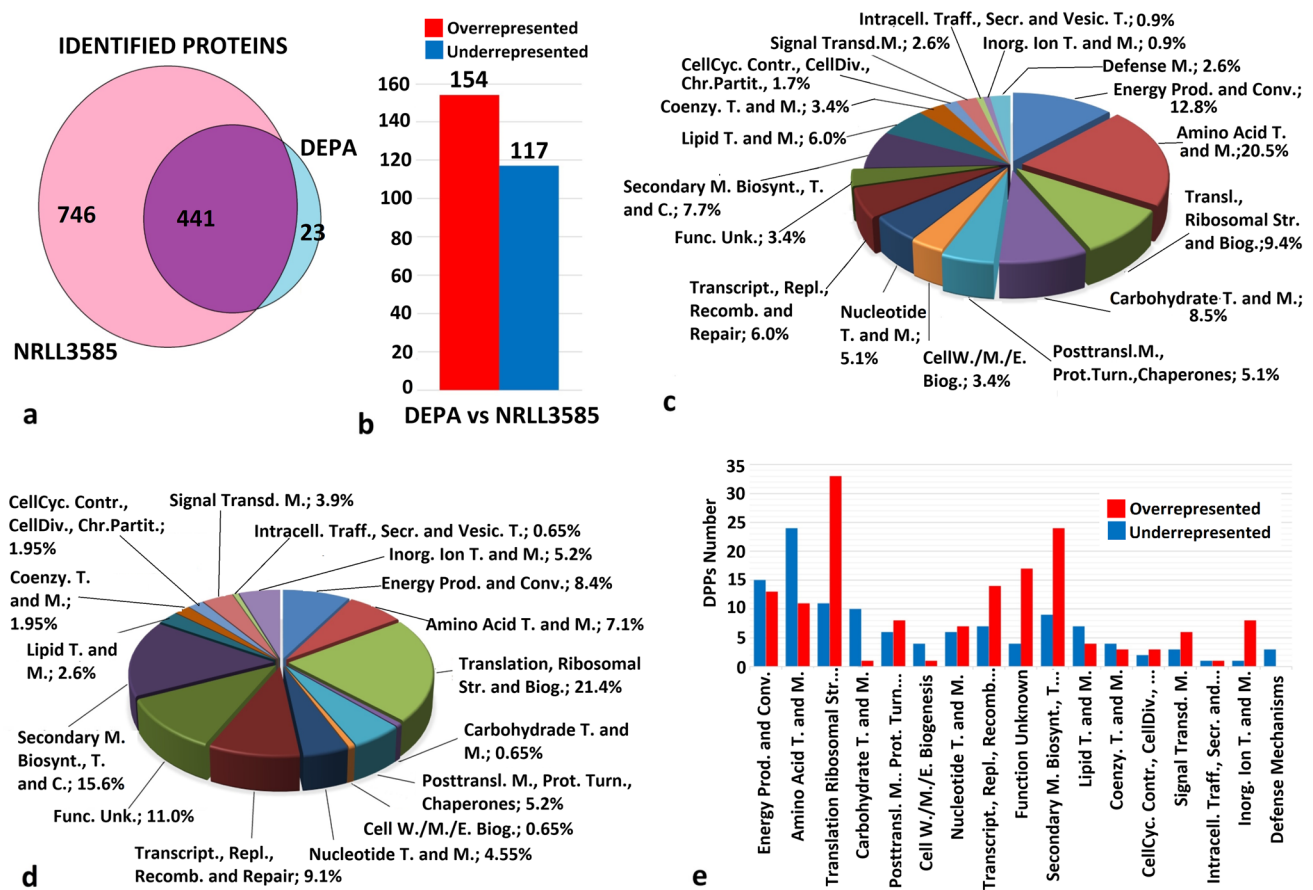 IDENTIFIED PROTEINS
DEPA
746
441
23
NRLL3585
a
Overrepresented
Underrepresented
160
140
120
100
80
60
40
20
0
154
117
DEPA vs NRLL3585
b
Intracell. Traff., Secr. and Vesic. T.; 0.9%
Signal Transd.M.; 2.6%
Inorg. Ion T. and M.; 0.9%
CellCyc. Contr., CellDiv.,
Chr.Partit., 1.7%
Defense M.; 2.6%
Energy Prod. and Conv.;
12.8%
Coenzy. T. and M.; 3.4%
Lipid T. and M.; 6.0%
Amino Acid T.
and M.;20.5%
Secondary M. Biosynt., T.
and C.; 7.7%
Transl.,
Ribosomal Str.
and Biog.;9.4%
Func. Unk.; 3.4%
Transcript., Repl.,
Recomb. and
Repair; 6.0%
Nucleotide
T. and M.;
5.1%
CellW./M./E.
Biog.; 3.4%
Carbohydrate T. and M.;
8.5%
Posttransl.M.,
Prot.Turn.,Chaperones; 5.1%
c
CellCyc. Contr.,
CellDiv., Chr.Partit.;
1.95%
Signal Transd. M.; 3.9%
Intracell. Traff., Secr. and Vesic. T.; 0.65%
Inorg. Ion T. and M.; 5.2%
Energy Prod. and Conv.; 8.4%
Coenzy. T.
and M.;
1.95%
Amino Acid T. and M.; 7.1%
Lipid T. and
M.; 2.6%
Translation, Ribosomal
Str. and Biog.; 21.4%
Secondary M.
Biosynt., T.
and C.; 15.6%
Carbohydrade T. and
M.; 0.65%
Posttransl. M., Prot. Turn.,
Chaperones; 5.2%
Func. Unk.; 11.0%
Cell W./M./E. Biog.; 0.65%
Transcript., Repl.,
Recomb. and Repair; 9.1%
Nucleotide T. and M.; 4.55%
d
DPPs Number
35
30
25
20
15
10
5
0
Overrepresented
Underrepresented
Energy Prod. and Conv.
Amino Acid T. and M.
Translation Ribosomal Str...
Carbohydrate T. and M.
Posttransl. M.. Prot. Turn...
Cell W./M./E. Biogenesis
Nucleotide T. and M.
Transcript., Repl., Recomb...
Function Unknown
Secondary M. Biosynt., T...
Lipid T. and M.
Coenzy. T. and M.
CellCyc. Contr., CellDiv., ...
Signal Transd. M.
Intracell. Traff., Secr. and...
Inorg. Ion T. and M.
Defense Mechanisms
e